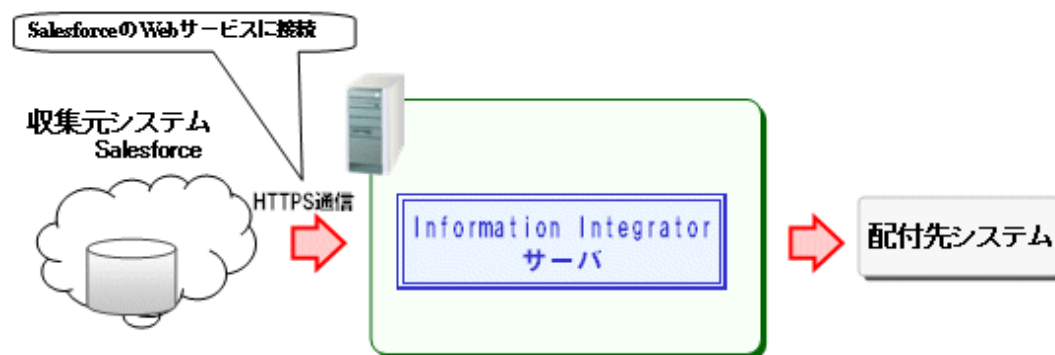 SalesforceのWebサービスに接続
収集元システム
Salesforce
HTTPS通信
Information Integrator
サーバ
配付先システム